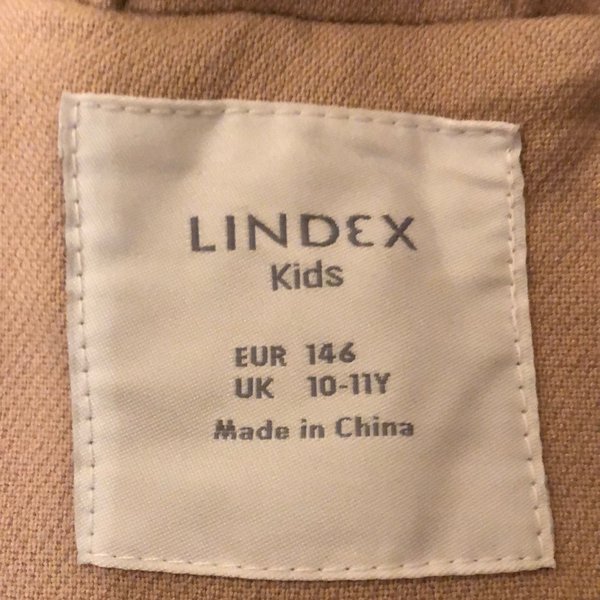 LINDEX
Kids
EUR 146
UK 10-11Y
Made in China